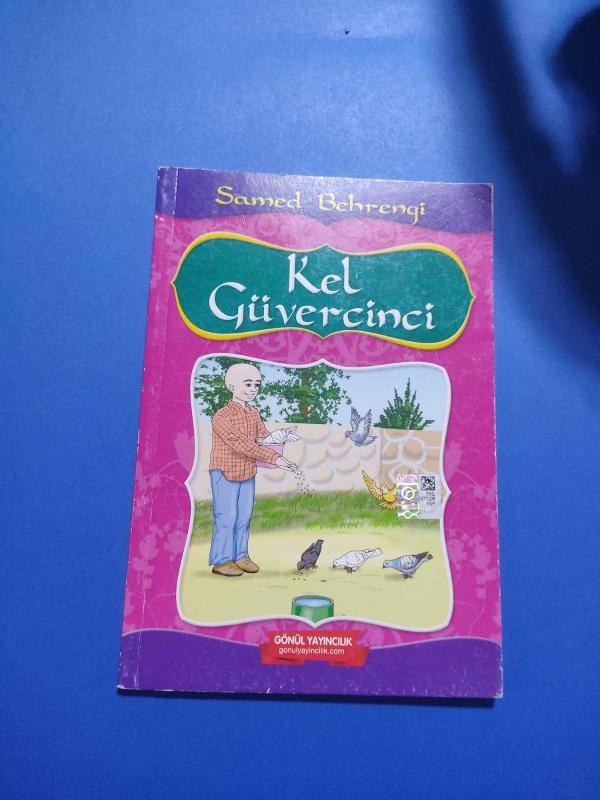 Samed Behrengi
Kel
Güvercinci
GÖNÜL YAYINCILIK
gonulyayincilik.com